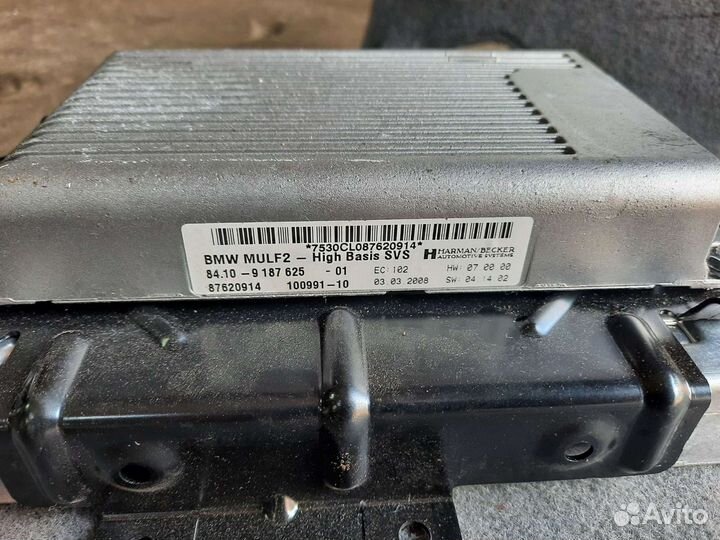 *7530CL087620914*
BMW MULF2 – High Basis SVS HARMAN/BECKER
AUTOMOTIVE SYSTEMS
84.10 – 9 187 625 – 01 EC:102 HW: 07 00 00
87620914 100991–10 03 03 2008 SW: 04 14 02
Avito